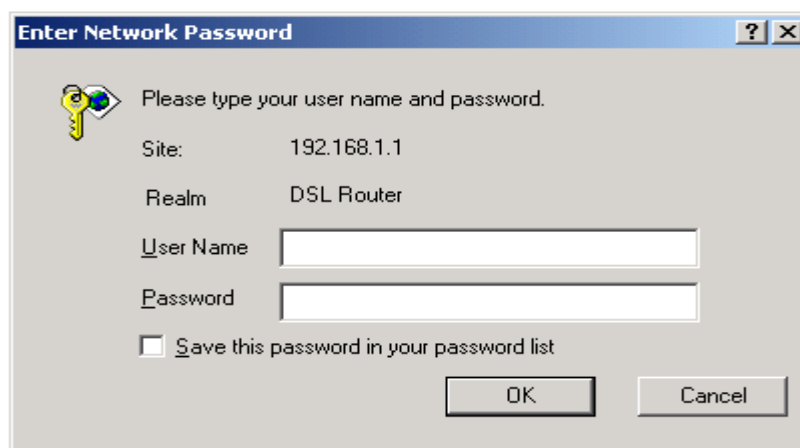 Enter Network Password
Please type your user name and password.
Site: 192.168.1.1
Realm DSL Router
User Name
Password
Save this password in your password list
OK Cancel